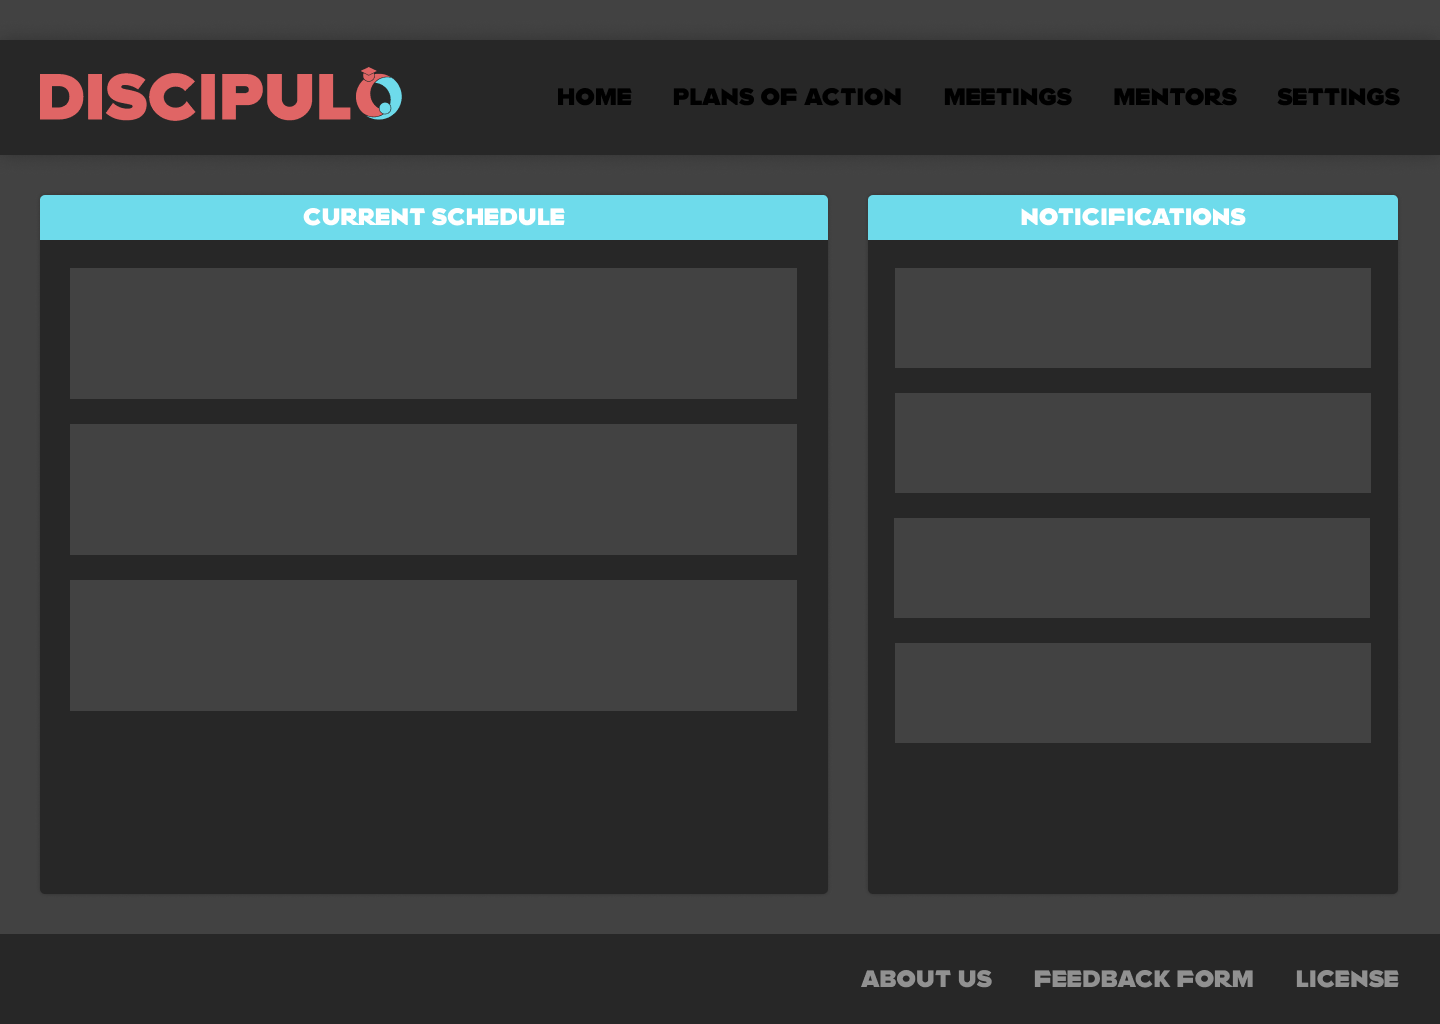 DISCIPULO
HOME PLANS OF ACTION MEETINGS MENTORS SETTINGS
CURRENT SCHEDULE
NOTICIFICATIONS
ABOUT US FEEDBACK FORM LICENSE